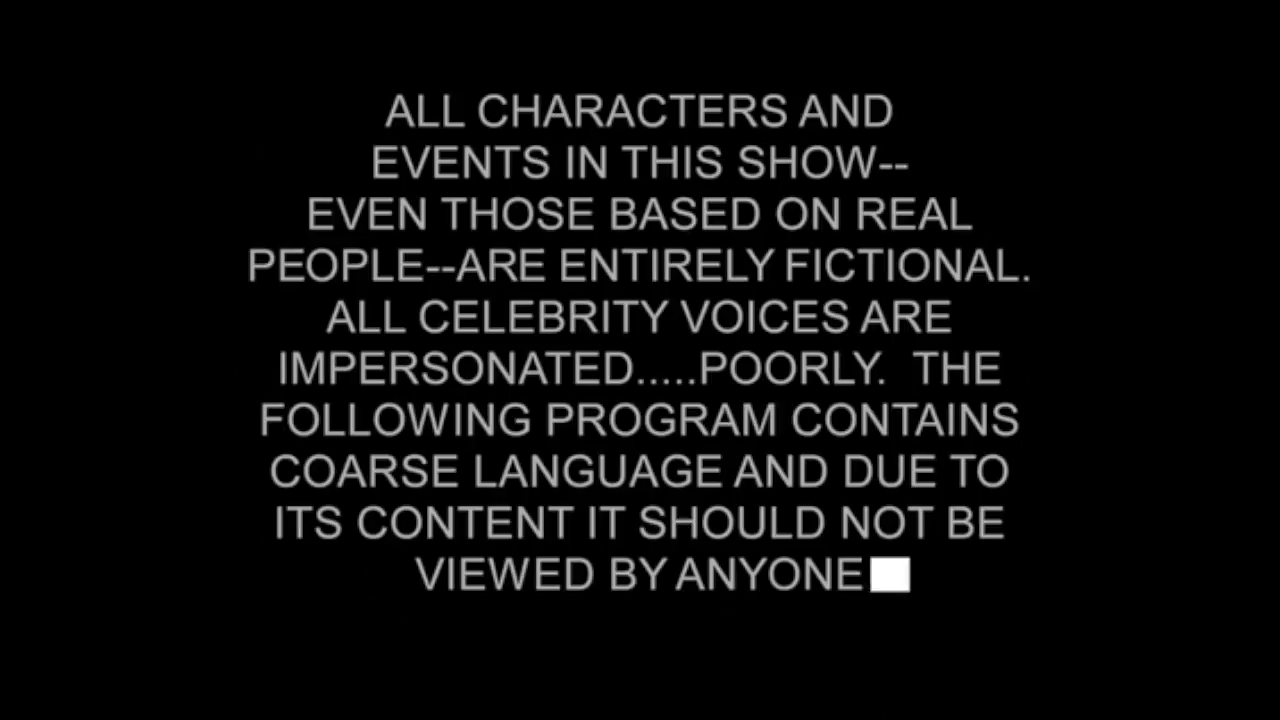 ALL CHARACTERS AND
EVENTS IN THIS SHOW--
EVEN THOSE BASED ON REAL
PEOPLE--ARE ENTIRELY FICTIONAL.
ALL CELEBRITY VOICES ARE
IMPERSONATED.....POORLY.  THE
FOLLOWING PROGRAM CONTAINS
COARSE LANGUAGE AND DUE TO
ITS CONTENT IT SHOULD NOT BE
VIEWED BY ANYONE